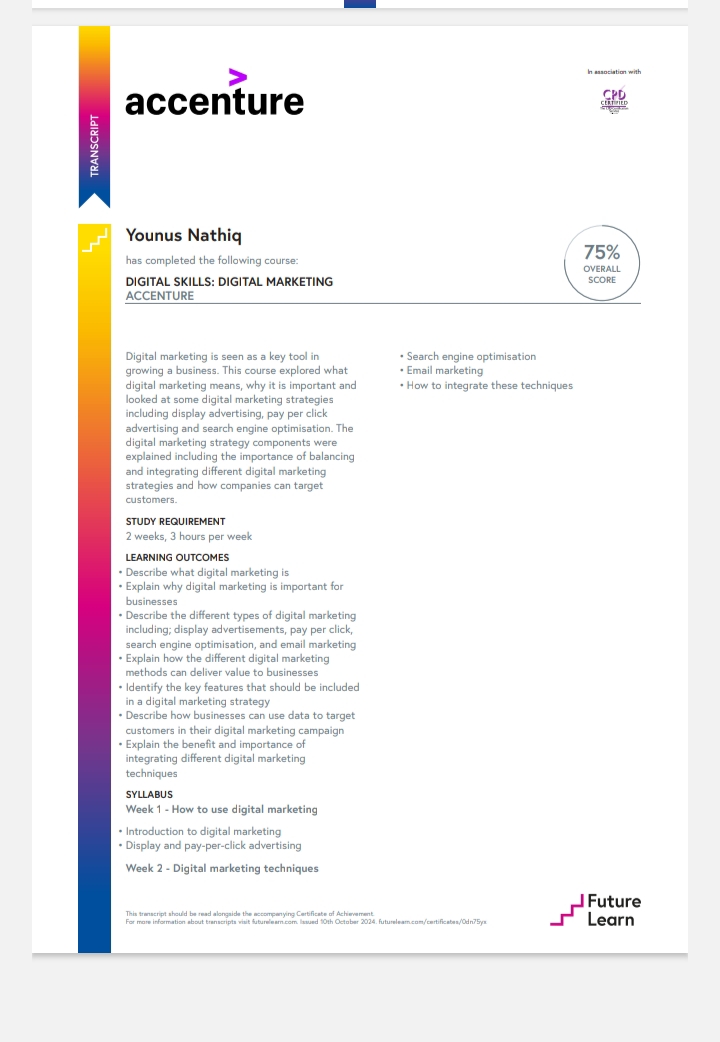 TRANSCRIPT
accenture
In association with
CPD
CERTIFIED
Younus Nathiq
has completed the following course:
DIGITAL SKILLS: DIGITAL MARKETING
ACCENTURE
75%
OVERALL
SCORE
Digital marketing is seen as a key tool in
growing a business. This course explored what
digital marketing means, why it is important and
looked at some digital marketing strategies
including display advertising, pay per click
advertising and search engine optimisation. The
digital marketing strategy components were
explained including the importance of balancing
and integrating different digital marketing
strategies and how companies can target
customers.
STUDY REQUIREMENT
2 weeks, 3 hours per week
LEARNING OUTCOMES
• Describe what digital marketing is
• Explain why digital marketing is important for
businesses
• Describe the different types of digital marketing
including; display advertisements, pay per click,
search engine optimisation, and email marketing
• Explain how the different digital marketing
methods can deliver value to businesses
• Identify the key features that should be included
in a digital marketing strategy
• Describe how businesses can use data to target
customers in their digital marketing campaign
• Explain the benefit and importance of
integrating different digital marketing
techniques
SYLLABUS
Week 1 - How to use digital marketing
• Introduction to digital marketing
• Display and pay-per-click advertising
Week 2 - Digital marketing techniques
• Search engine optimisation
• Email marketing
• How to integrate these techniques
This transcript should be read alongside the accompanying Certificate of Achievement.
For more information about transcripts visit futurelearn.com. Issued 10th October 2024. futurelearn.com/certificates/0dn75yx
Future
Learn